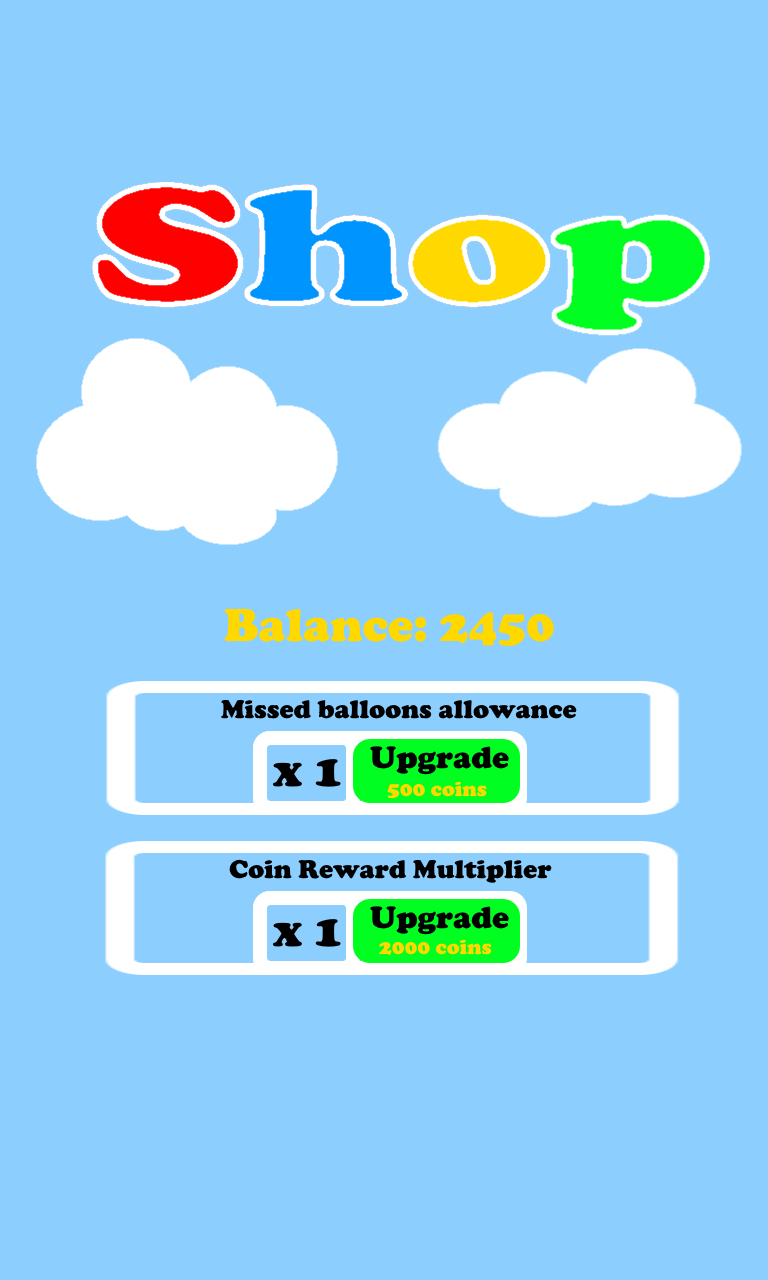 Shop
Balance: 2450
Missed balloons allowance
x 1
Upgrade
500 coins
Coin Reward Multiplier
x 1
Upgrade
2000 coins